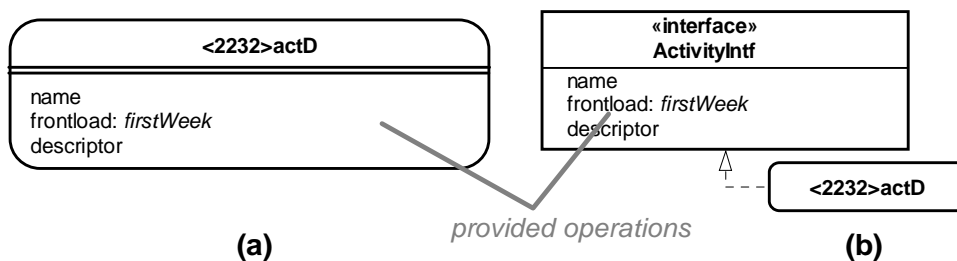 <2232>actD
name
frontload: firstWeek
descriptor
(a)
«interface»
ActivityIntf
name
frontload: firstWeek
descriptor
<2232>actD
provided operations
(b)